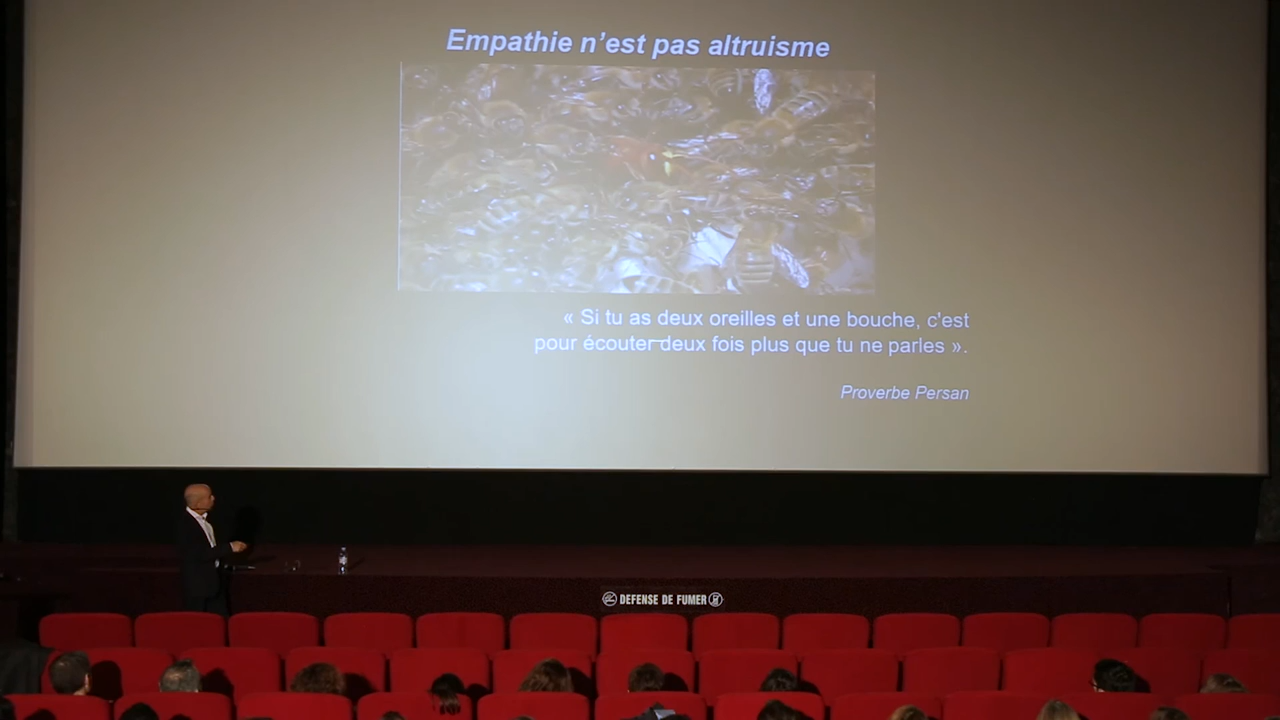 Empathie n'est pas altruisme
« Si tu as deux oreilles et une bouche, c'est
pour écouter deux fois plus que tu ne parles ».
Proverbe Persan
DEFENSE DE FUMER